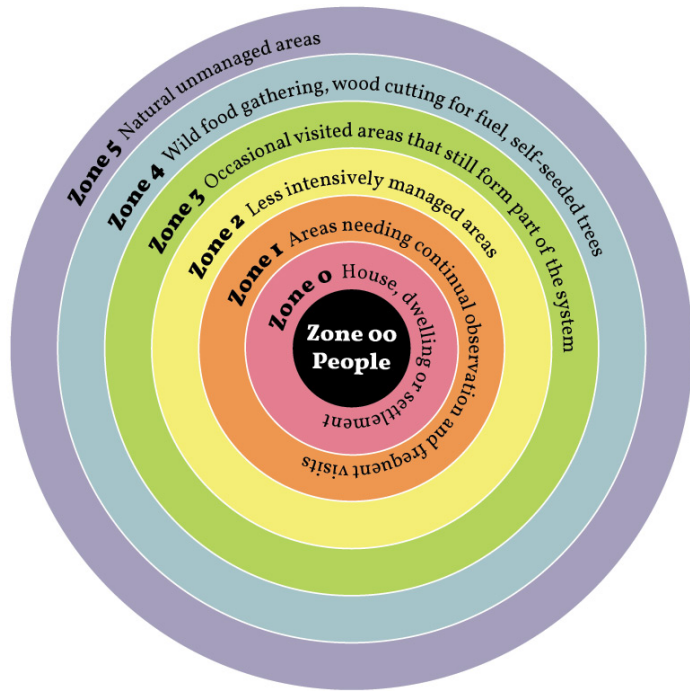 Zone 5 Natural unmanaged areas
Zone 4 Wild food gathering, wood cutting for fuel, self-seeded trees
Zone 3 Occasional visited areas that still form part of the system
Zone 2 Less intensively managed areas
Zone 1 Areas needing continual observation and frequent visits
Zone 0 House, dwelling or settlement
Zone 00
People